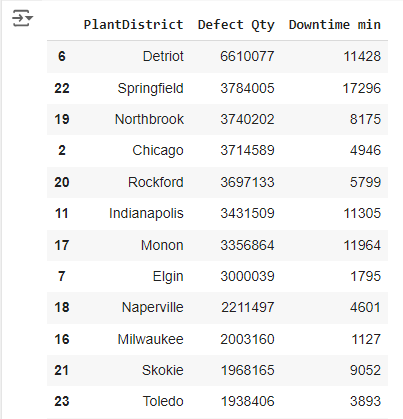 PlantDistrict Defect Qty Downtime min
6 Detriot 6610077 11428
22 Springfield 3784005 17296
19 Northbrook 3740202 8175
2 Chicago 3714589 4946
20 Rockford 3697133 5799
11 Indianapolis 3431509 11305
17 Monon 3356864 11964
7 Elgin 3000039 1795
18 Naperville 2211497 4601
16 Milwaukee 2003160 1127
21 Skokie 1968165 9052
23 Toledo 1938406 3893